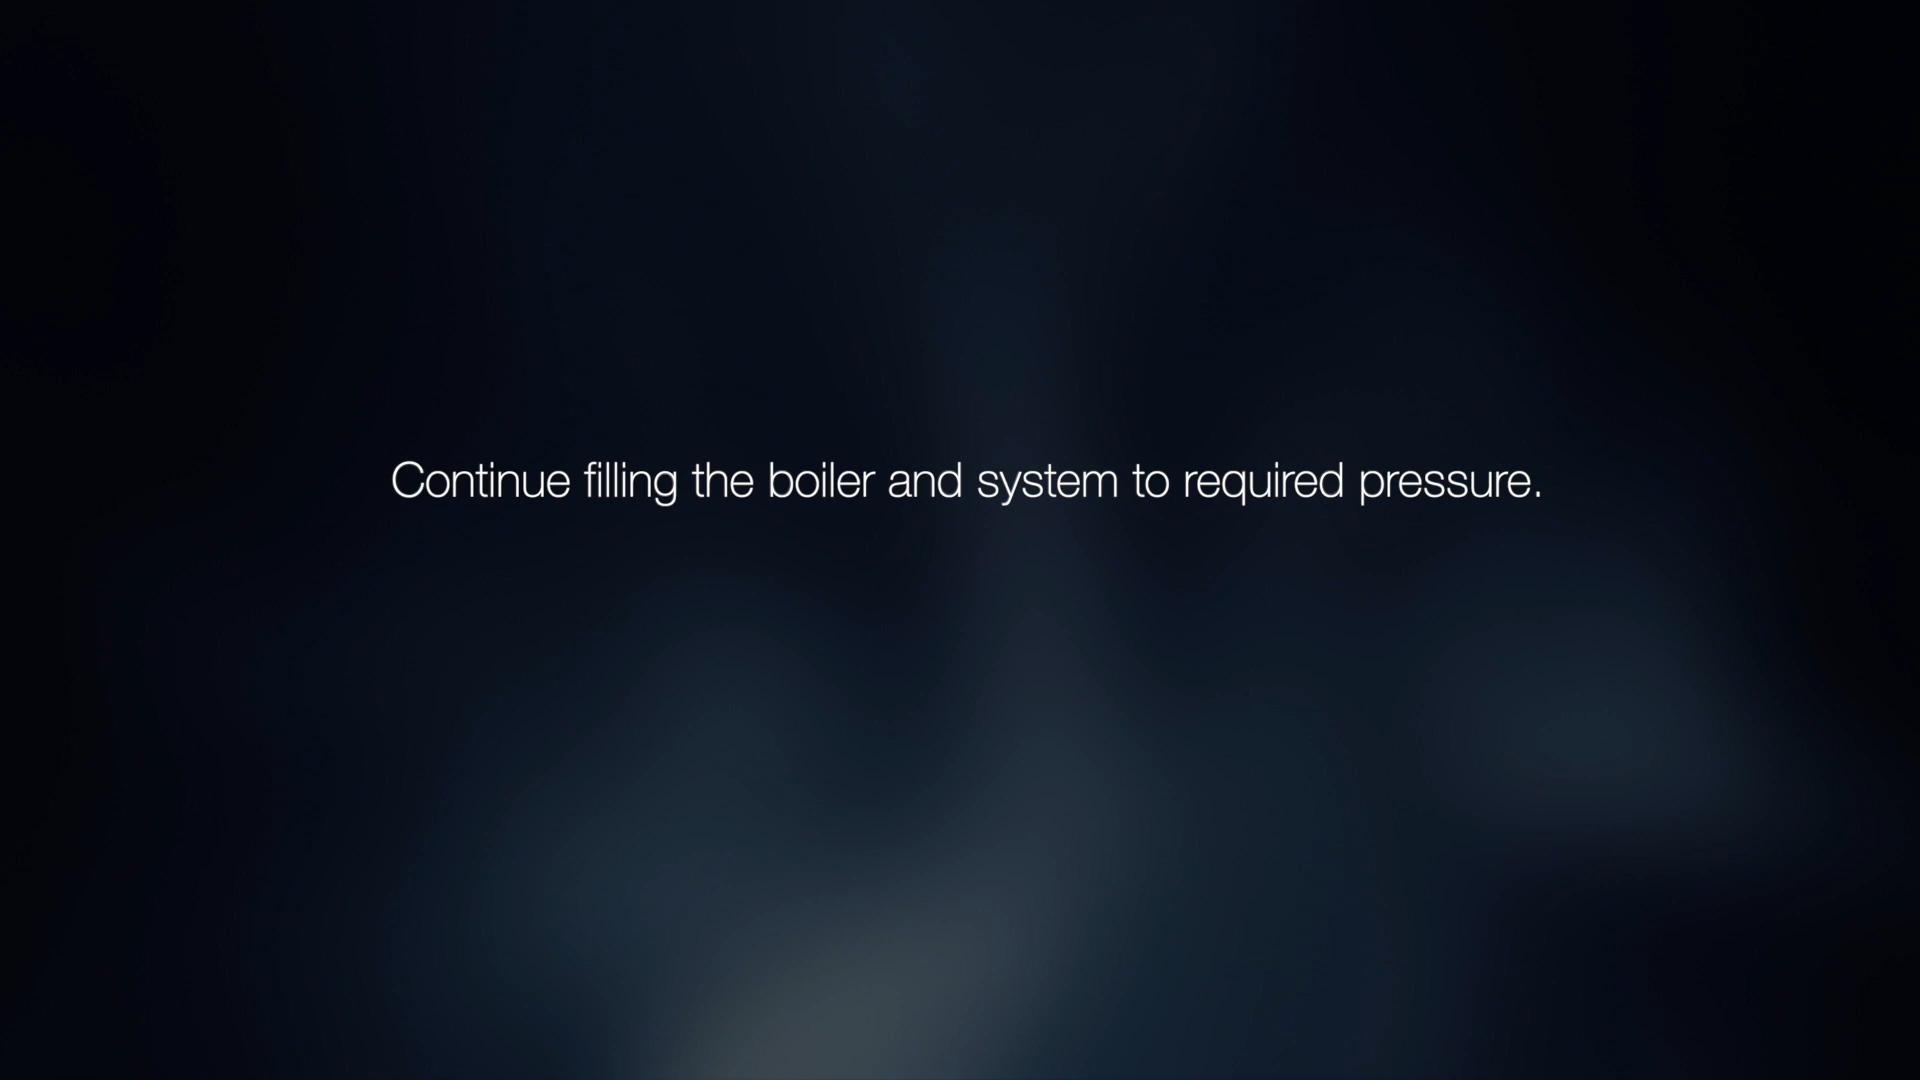 Continue filling the boiler and system to required pressure.